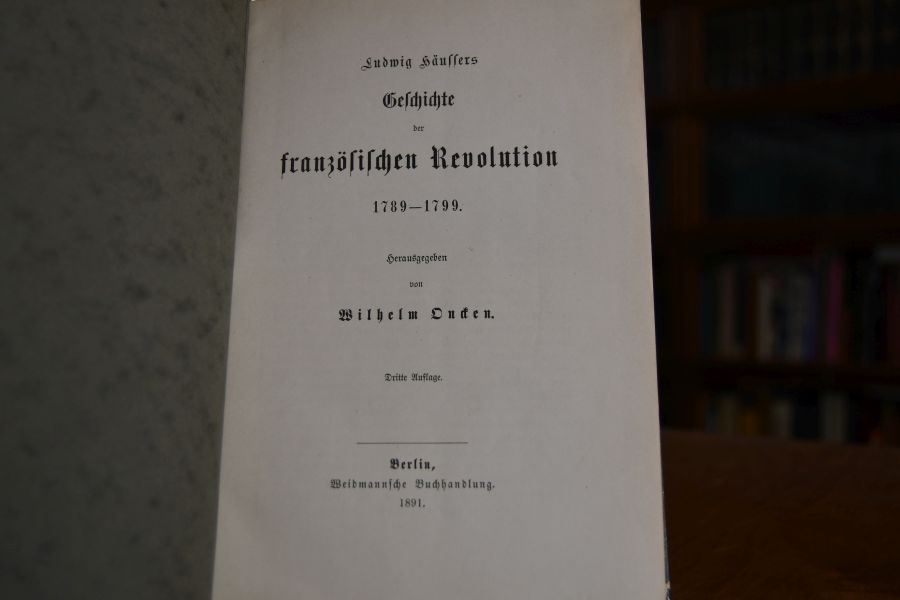 Ludwig Häuſſers
Geſchichte
der
franzöſiſchen Revolution
1789—1799.
Herausgegeben
von
Wilhelm Oncken.
Dritte Auflage.
Berlin,
Weidmannſche Buchhandlung.
1891.